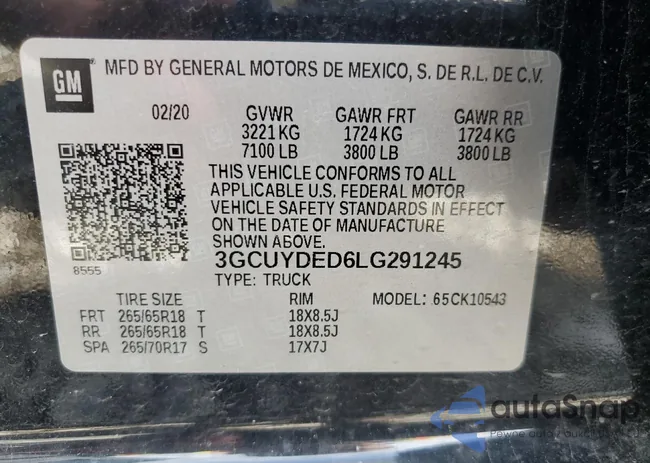 GM
MFD BY GENERAL MOTORS DE MEXICO, S. DE R.L. DE C.V.
02/20 GVWR GAWR FRT GAWR RR
3221 KG 1724 KG 1724 KG
7100 LB 3800 LB 3800 LB
THIS VEHICLE CONFORMS TO ALL
APPLICABLE U.S. FEDERAL MOTOR
VEHICLE SAFETY STANDARDS IN EFFECT
ON THE DATE OF MANUFACTURE
SHOWN ABOVE.
8555
3GCUYDED6LG291245
TYPE: TRUCK
TIRE SIZE RIM MODEL: 65CK10543
FRT 265/65R18 T 18X8.5J
RR 265/65R18 T 18X8.5J
SPA 265/70R17 S 17X7J
autoSnap
Pewne auto z